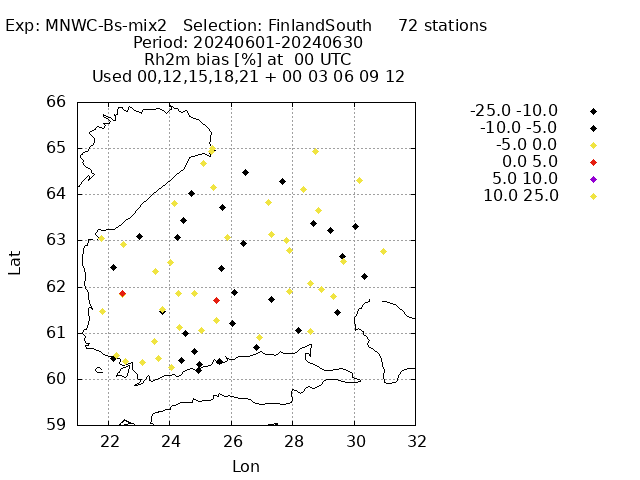 Exp: MNWC-Bs-mix2 Selection: FinlandSouth 72 stations
Period: 20240601-20240630
Rh2m bias [%] at 00 UTC
Used 00,12,15,18,21 + 00 03 06 09 12
-25.0 -10.0
-10.0 -5.0
-5.0 0.0
0.0 5.0
5.0 10.0
10.0 25.0
66
65
64
63
62
61
60
59
Lat
22 24 26 28 30 32
Lon